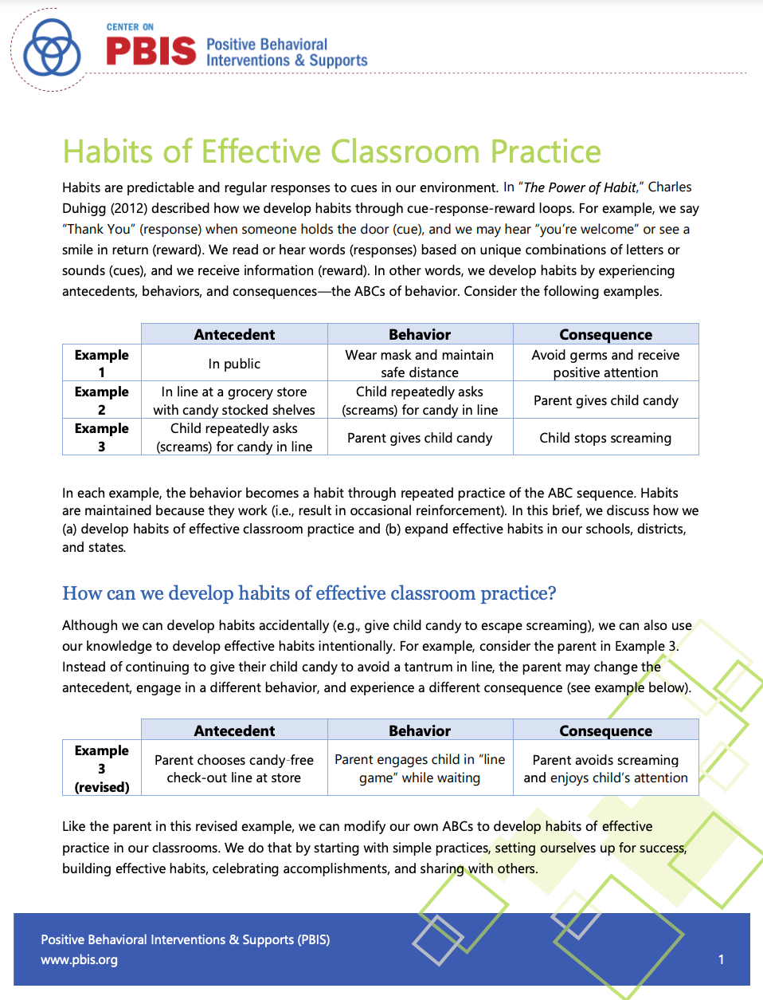 CENTER ON
PBIS
Positive Behavioral
Interventions & Supports
Habits of Effective Classroom Practice
Habits are predictable and regular responses to cues in our environment. In “The Power of Habit,” Charles
Duhigg (2012) described how we develop habits through cue-response-reward loops. For example, we say
“Thank You” (response) when someone holds the door (cue), and we may hear “you’re welcome” or see a
smile in return (reward). We read or hear words (responses) based on unique combinations of letters or
sounds (cues), and we receive information (reward). In other words, we develop habits by experiencing
antecedents, behaviors, and consequences—the ABCs of behavior. Consider the following examples.
Antecedent Behavior Consequence
Example 1
In public
Wear mask and maintain
safe distance
Avoid germs and receive
positive attention
Example 2
In line at a grocery store
with candy stocked shelves
Child repeatedly asks
(screams) for candy in line
Parent gives child candy
Example 3
Child repeatedly asks
(screams) for candy in line
Parent gives child candy
Child stops screaming
In each example, the behavior becomes a habit through repeated practice of the ABC sequence. Habits
are maintained because they work (i.e., result in occasional reinforcement). In this brief, we discuss how we
(a) develop habits of effective classroom practice and (b) expand effective habits in our schools, districts,
and states.
How can we develop habits of effective classroom practice?
Although we can develop habits accidentally (e.g., give child candy to escape screaming), we can also use
our knowledge to develop effective habits intentionally. For example, consider the parent in Example 3.
Instead of continuing to give their child candy to avoid a tantrum in line, the parent may change the
antecedent, engage in a different behavior, and experience a different consequence (see example below).
Antecedent Behavior Consequence
Example
3
(revised)
Parent chooses candy-free
check-out line at store
Parent engages child in “line
game” while waiting
Parent avoids screaming
and enjoys child’s attention
Like the parent in this revised example, we can modify our own ABCs to develop habits of effective
practice in our classrooms. We do that by starting with simple practices, setting ourselves up for success,
building effective habits, celebrating accomplishments, and sharing with others.
Positive Behavioral Interventions & Supports (PBIS)
www.pbis.org
1